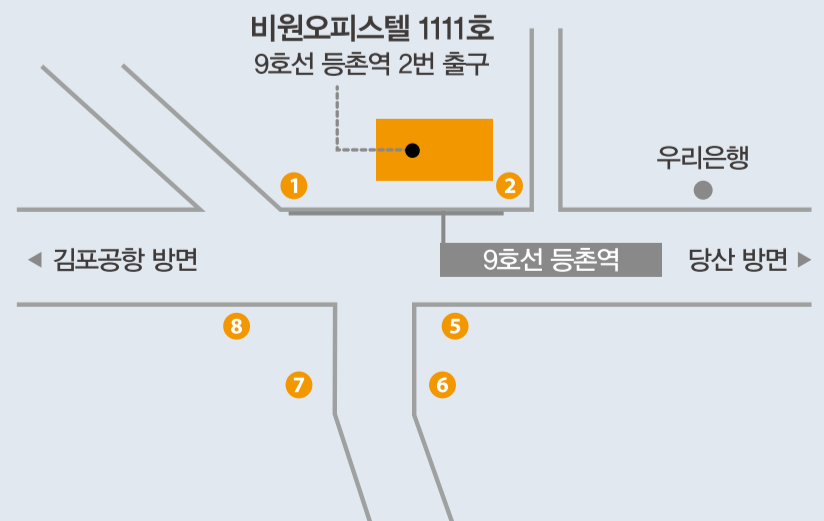 비원오피스텔 1111호
9호선 등촌역 2번 출구
우리은행
1
2
◀ 김포공항 방면
9호선 등촌역
당산 방면 ▶
8
5
7
6